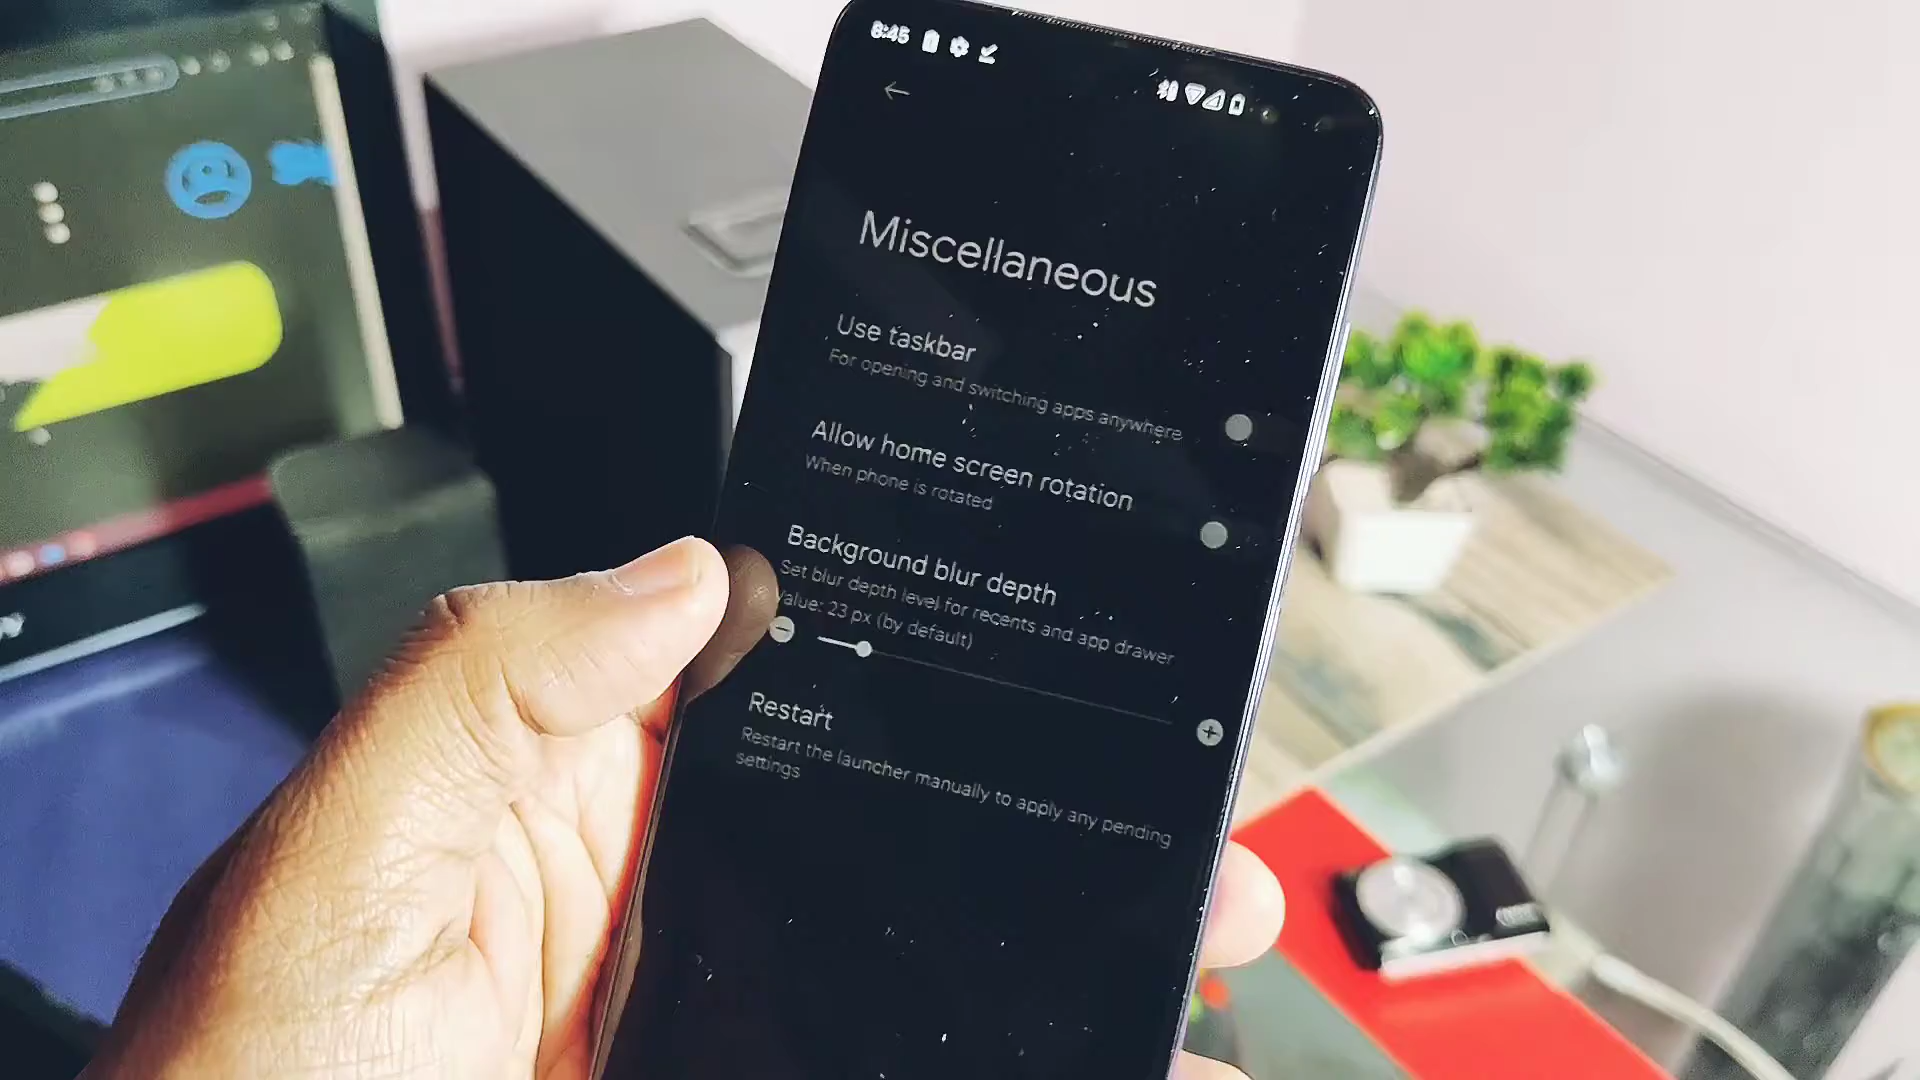 8:45
Miscellaneous
Use taskbar
For opening and switching apps anywhere
Allow home screen rotation
When phone is rotated
Background blur depth
Set blur depth level for recents and app drawer
Value: 23 px (by default)
Restart
Restart the launcher manually to apply any pending
settings